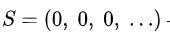 S = (0, 0, 0, …) -